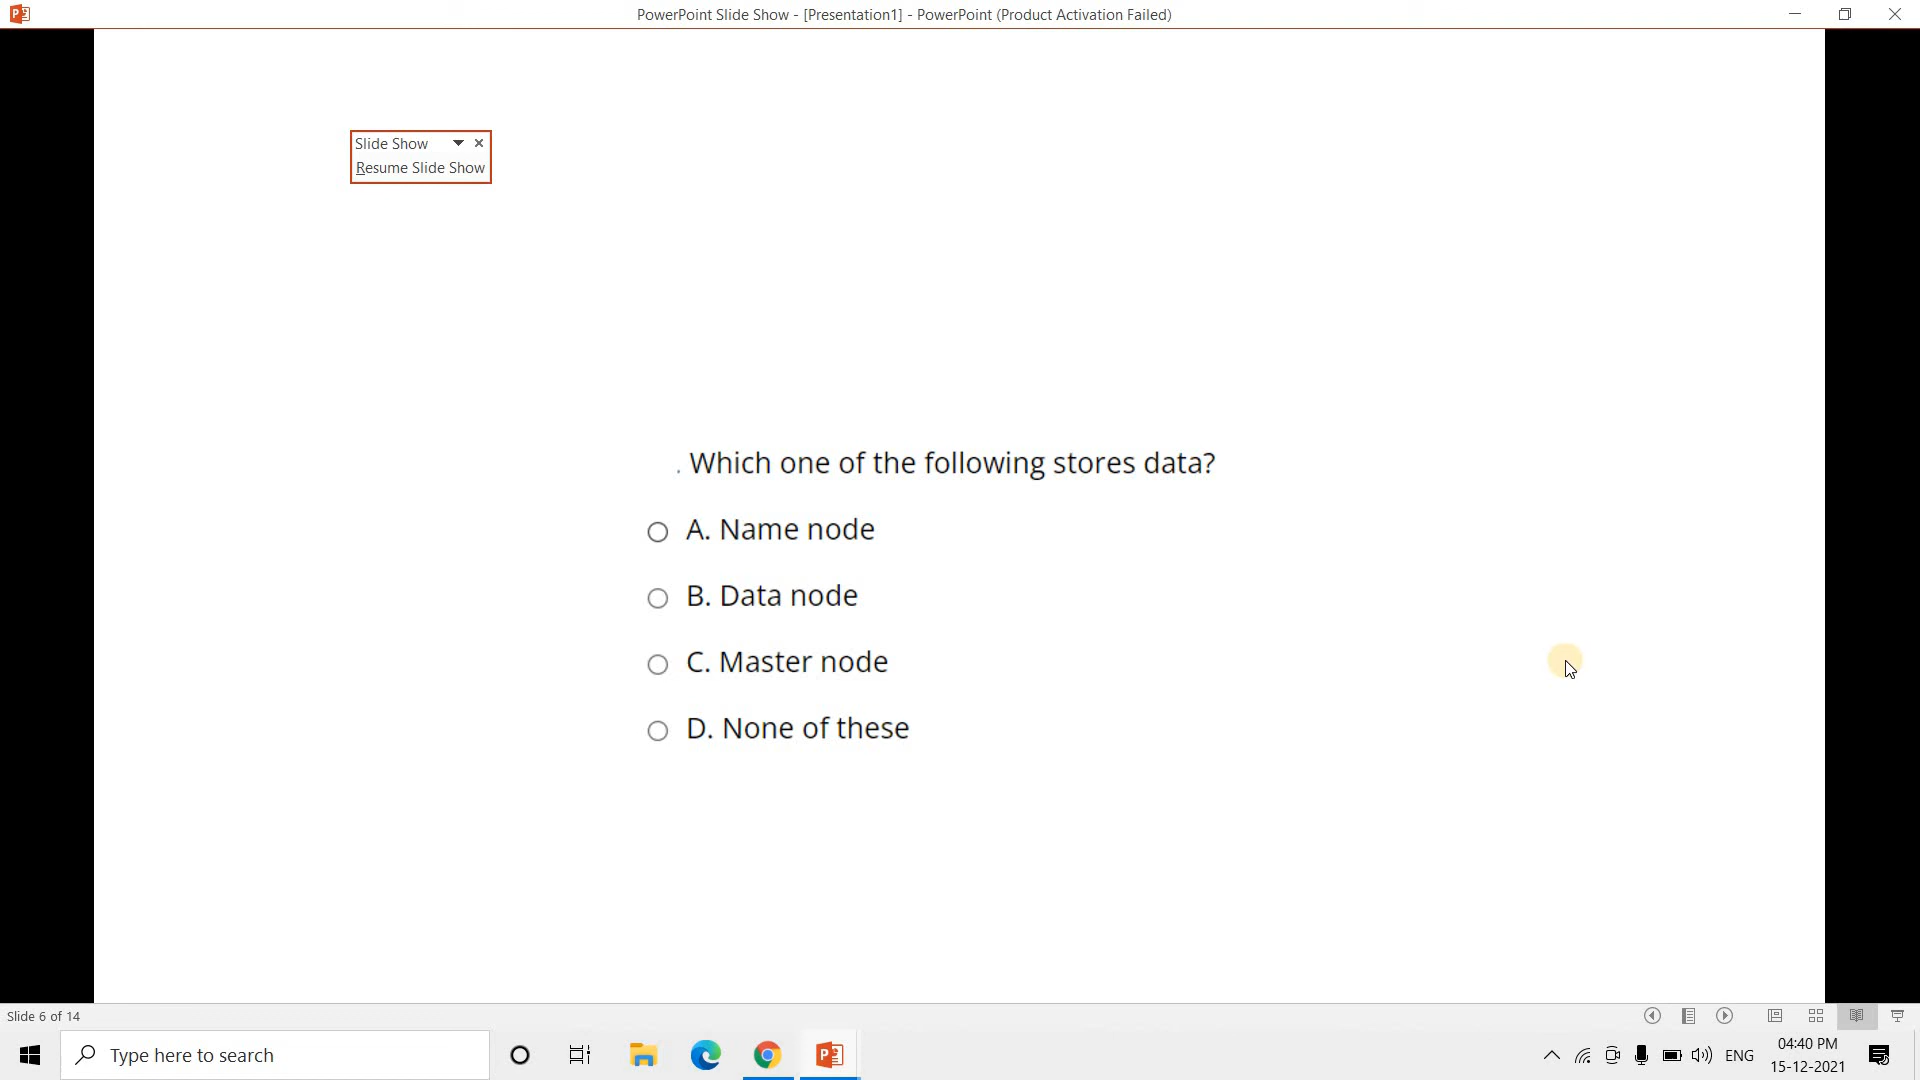 PowerPoint Slide Show - [Presentation1] - PowerPoint (Product Activation Failed)
Slide Show
Resume Slide Show
. Which one of the following stores data?
A. Name node
B. Data node
C. Master node
D. None of these
Slide 6 of 14
Type here to search
ENG
04:40 PM
15-12-2021